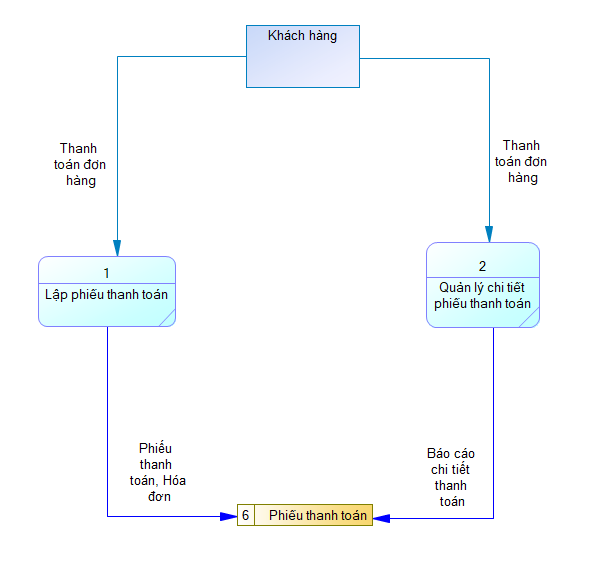 Khách hàng
Thanh
toán đơn
hàng
Thanh
toán đơn
hàng
1
Lập phiếu thanh toán
2
Quản lý chi tiết
phiếu thanh toán
Phiếu
thanh
toán, Hóa
đơn
Báo cáo
chi tiết
thanh
toán
6
Phiếu thanh toán